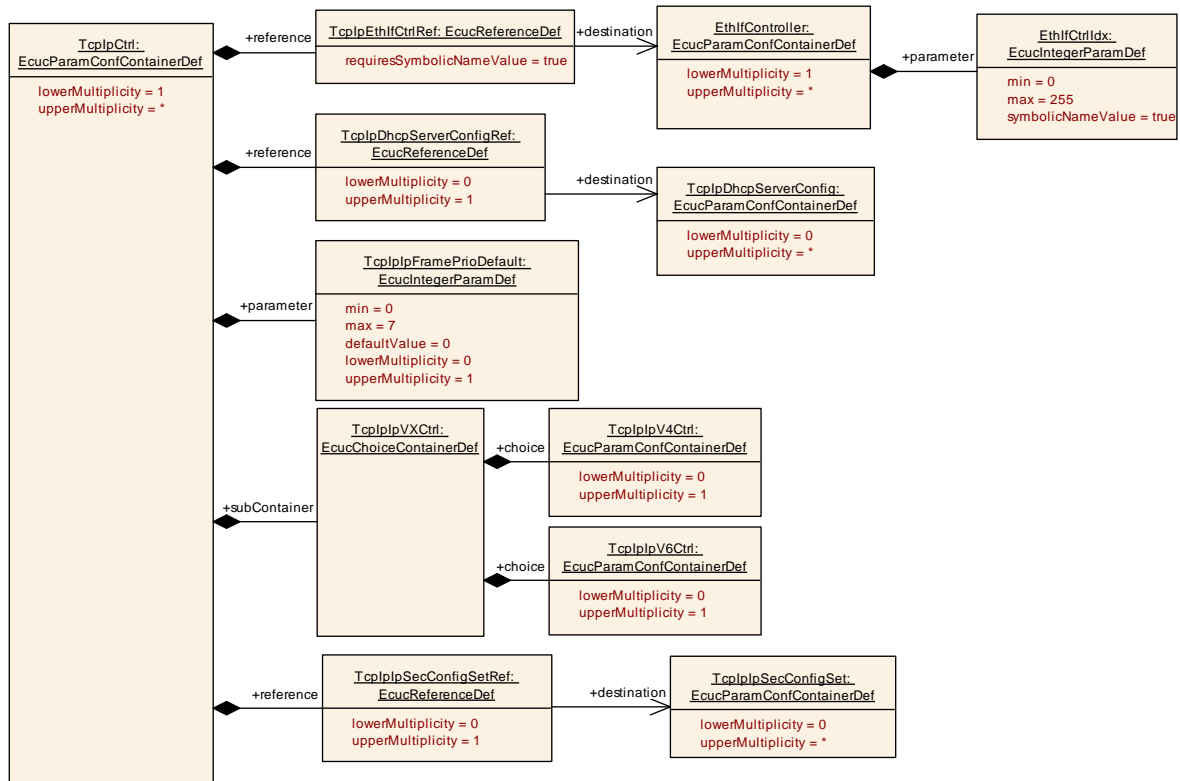 TcpIpCtrl:
EcucParamConfContainerDef
lowerMultiplicity = 1
upperMultiplicity = *
+reference
TcpIpEthIfCtrlRef: EcucReferenceDef
requiresSymbolicNameValue = true
+destination
EthIfController:
EcucParamConfContainerDef
lowerMultiplicity = 1
upperMultiplicity = *
+parameter
EthIfCtrlIdx:
EcucIntegerParamDef
min = 0
max = 255
symbolicNameValue = true
+reference
TcpIpDhcpServerConfigRef:
EcucReferenceDef
lowerMultiplicity = 0
upperMultiplicity = 1
+destination
TcpIpDhcpServerConfig:
EcucParamConfContainerDef
lowerMultiplicity = 0
upperMultiplicity = *
+parameter
TcpIpIpFramePrioDefault:
EcucIntegerParamDef
min = 0
max = 7
defaultValue = 0
lowerMultiplicity = 0
upperMultiplicity = 1
+subContainer
TcpIpIpVXCtrl:
EcucChoiceContainerDef
+choice
TcpIpIpV4Ctrl:
EcucParamConfContainerDef
lowerMultiplicity = 0
upperMultiplicity = 1
+choice
TcpIpIpV6Ctrl:
EcucParamConfContainerDef
lowerMultiplicity = 0
upperMultiplicity = 1
+reference
TcpIpIpSecConfigSetRef:
EcucReferenceDef
lowerMultiplicity = 0
upperMultiplicity = 1
+destination
TcpIpIpSecConfigSet:
EcucParamConfContainerDef
lowerMultiplicity = 0
upperMultiplicity = *